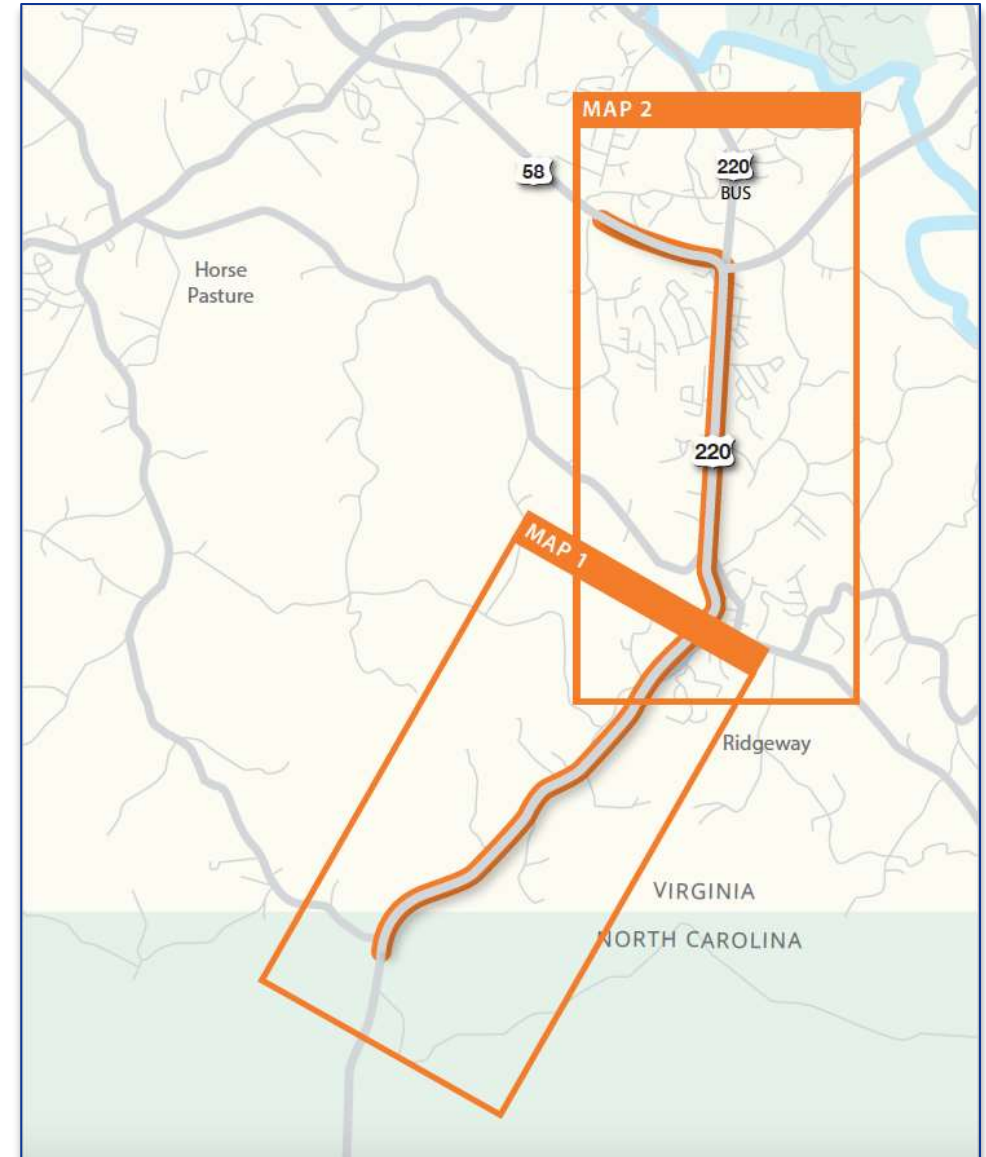 MAP 2
58
220
BUS
Horse
Pasture
220
MAP 1
Ridgeway
VIRGINIA
NORTH CAROLINA